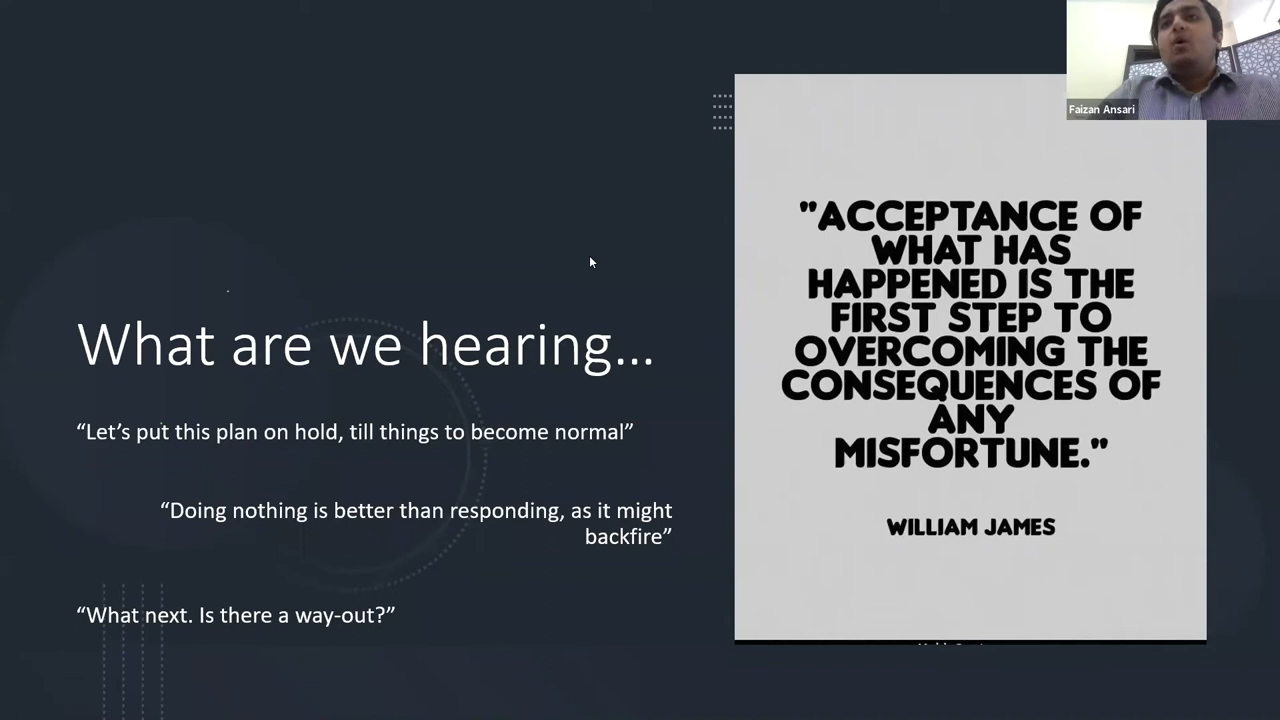 Faizan Ansari
What are we hearing...
“Let’s put this plan on hold, till things to become normal”
“Doing nothing is better than responding, as it might
backfire”
“What next. Is there a way-out?”
"ACCEPTANCE OF
WHAT HAS
HAPPENED IS THE
FIRST STEP TO
OVERCOMING THE
CONSEQUENCES OF
ANY
MISFORTUNE."
WILLIAM JAMES